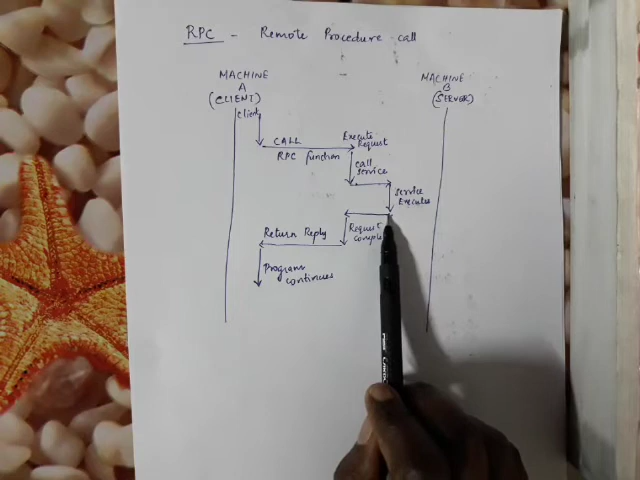 RPC - Remote Procedure call
MACHINE
A
(CLIENT)
MACHINE
B
(SERVER)
client
CALL
RPC function
Execute
Request
call
service
service
Executes
Request
Return Reply
Program
continues